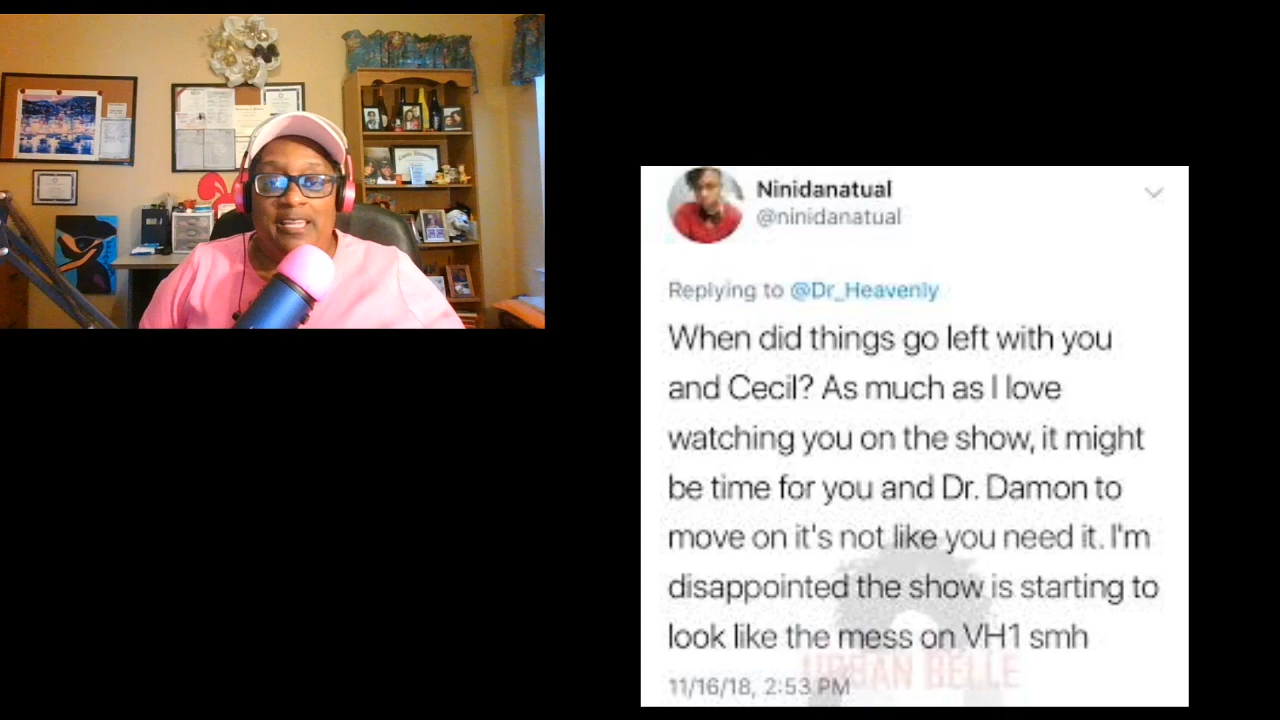 Ninidanatual
@ninidanatual
Replying to @Dr_Heavenly
When did things go left with you
and Cecil? As much as I love
watching you on the show, it might
be time for you and Dr. Damon to
move on it's not like you need it. I'm
disappointed the show is starting to
look like the mess on VH1 smh
URBAN BELLE
11/16/18, 2:53 PM